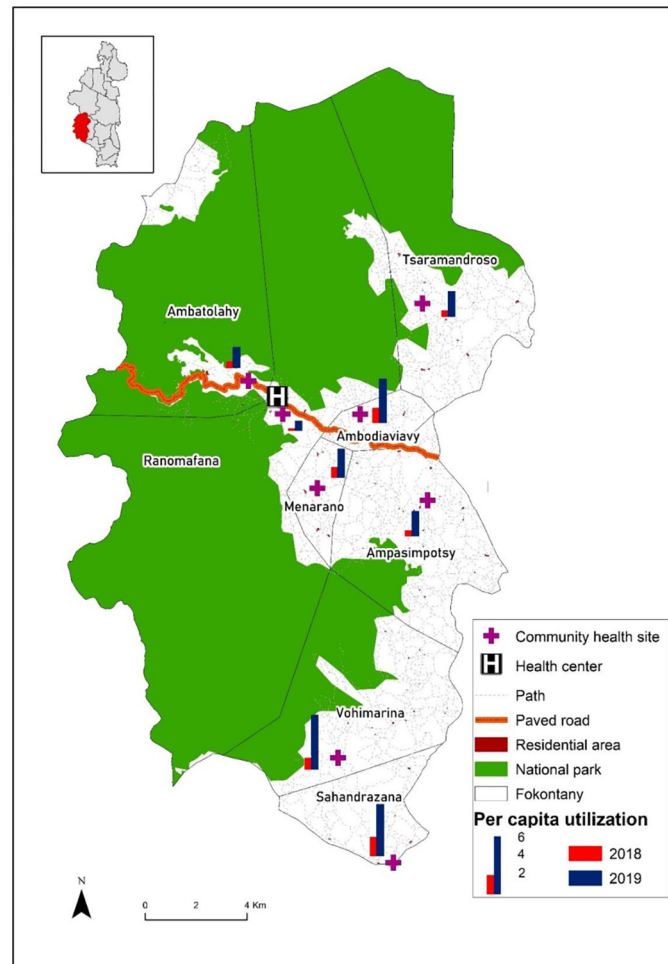 Tsaramandroso
Ambatolahy
H
Ambodiaviavy
Ranomafana
Menarano
Ampasimpotsy
Vohimarina
Sahandrazana
Community health site
H Health center
Path
Paved road
Residential area
National park
Fokontany
Per capita utilization
6
4
2
2018
2019
N
0 2 4 Km